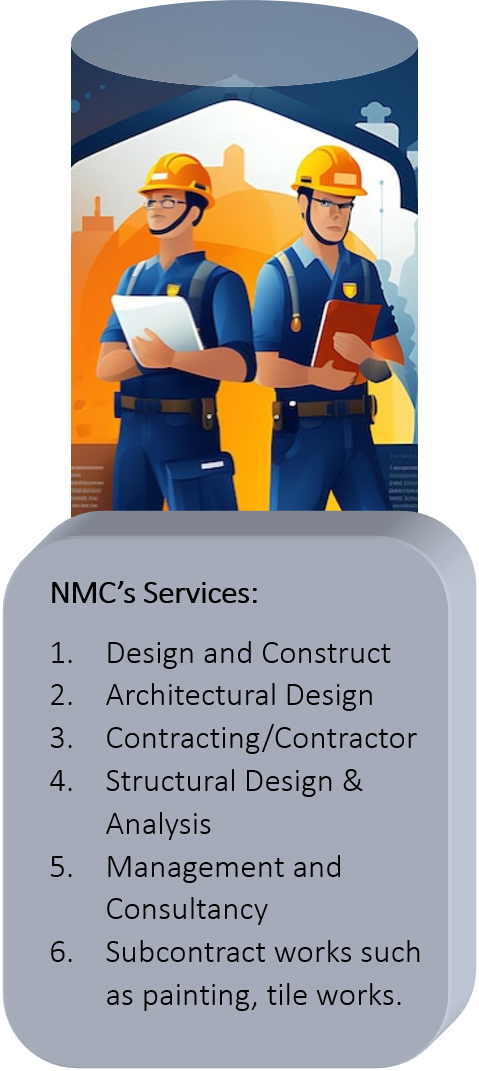 NMC’s Services:
1. Design and Construct
2. Architectural Design
3. Contracting/Contractor
4. Structural Design &
Analysis
5. Management and
Consultancy
6. Subcontract works such
as painting, tile works.